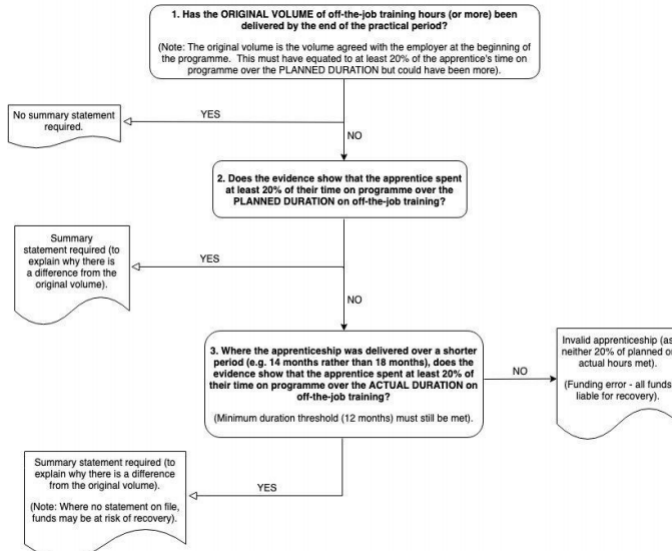 1. Has the ORIGINAL VOLUME of off-the-job training hours (or more) been
delivered by the end of the practical period?
(Note: The original volume is the volume agreed with the employer at the beginning of
the programme. This must have equated to at least 20% of the apprentice's time on
programme over the PLANNED DURATION but could have been more).
YES
No summary statement
required.
NO
2. Does the evidence show that the apprentice spent
at least 20% of their time on programme over the
PLANNED DURATION on off-the-job training?
YES
Summary
statement required (to
explain why there is
a difference from the
original volume).
NO
3. Where the apprenticeship was delivered over a shorter
period (e.g. 14 months rather than 18 months), does the
evidence show that the apprentice spent at least 20% of
their time on programme over the ACTUAL DURATION on
off-the-job training?
(Minimum duration threshold (12 months) must still be met).
NO
Invalid apprenticeship (as
neither 20% of planned or
actual hours met).
(Funding error - all funds
liable for recovery).
YES
Summary statement required (to
explain why there is a difference
from the original volume).
(Note: Where no statement on file,
funds may be at risk of recovery).